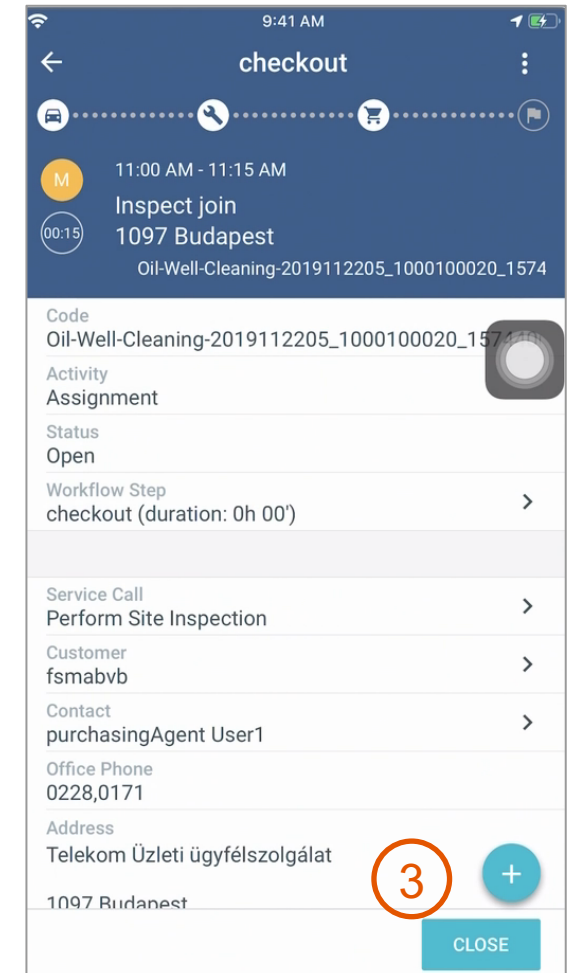 9:41 AM
checkout
M
11:00 AM - 11:15 AM
Inspect join
00:15
1097 Budapest
Oil-Well-Cleaning-2019112205_1000100020_1574
Code
Oil-Well-Cleaning-2019112205_1000100020_157440
Activity
Assignment
Status
Open
Workflow Step
checkout (duration: 0h 00')
Service Call
Perform Site Inspection
Customer
fsmabvb
Contact
purchasingAgent User1
Office Phone
0228,0171
Address
Telekom Üzleti ügyfélszolgálat
3
+
1097 Budapest
CLOSE